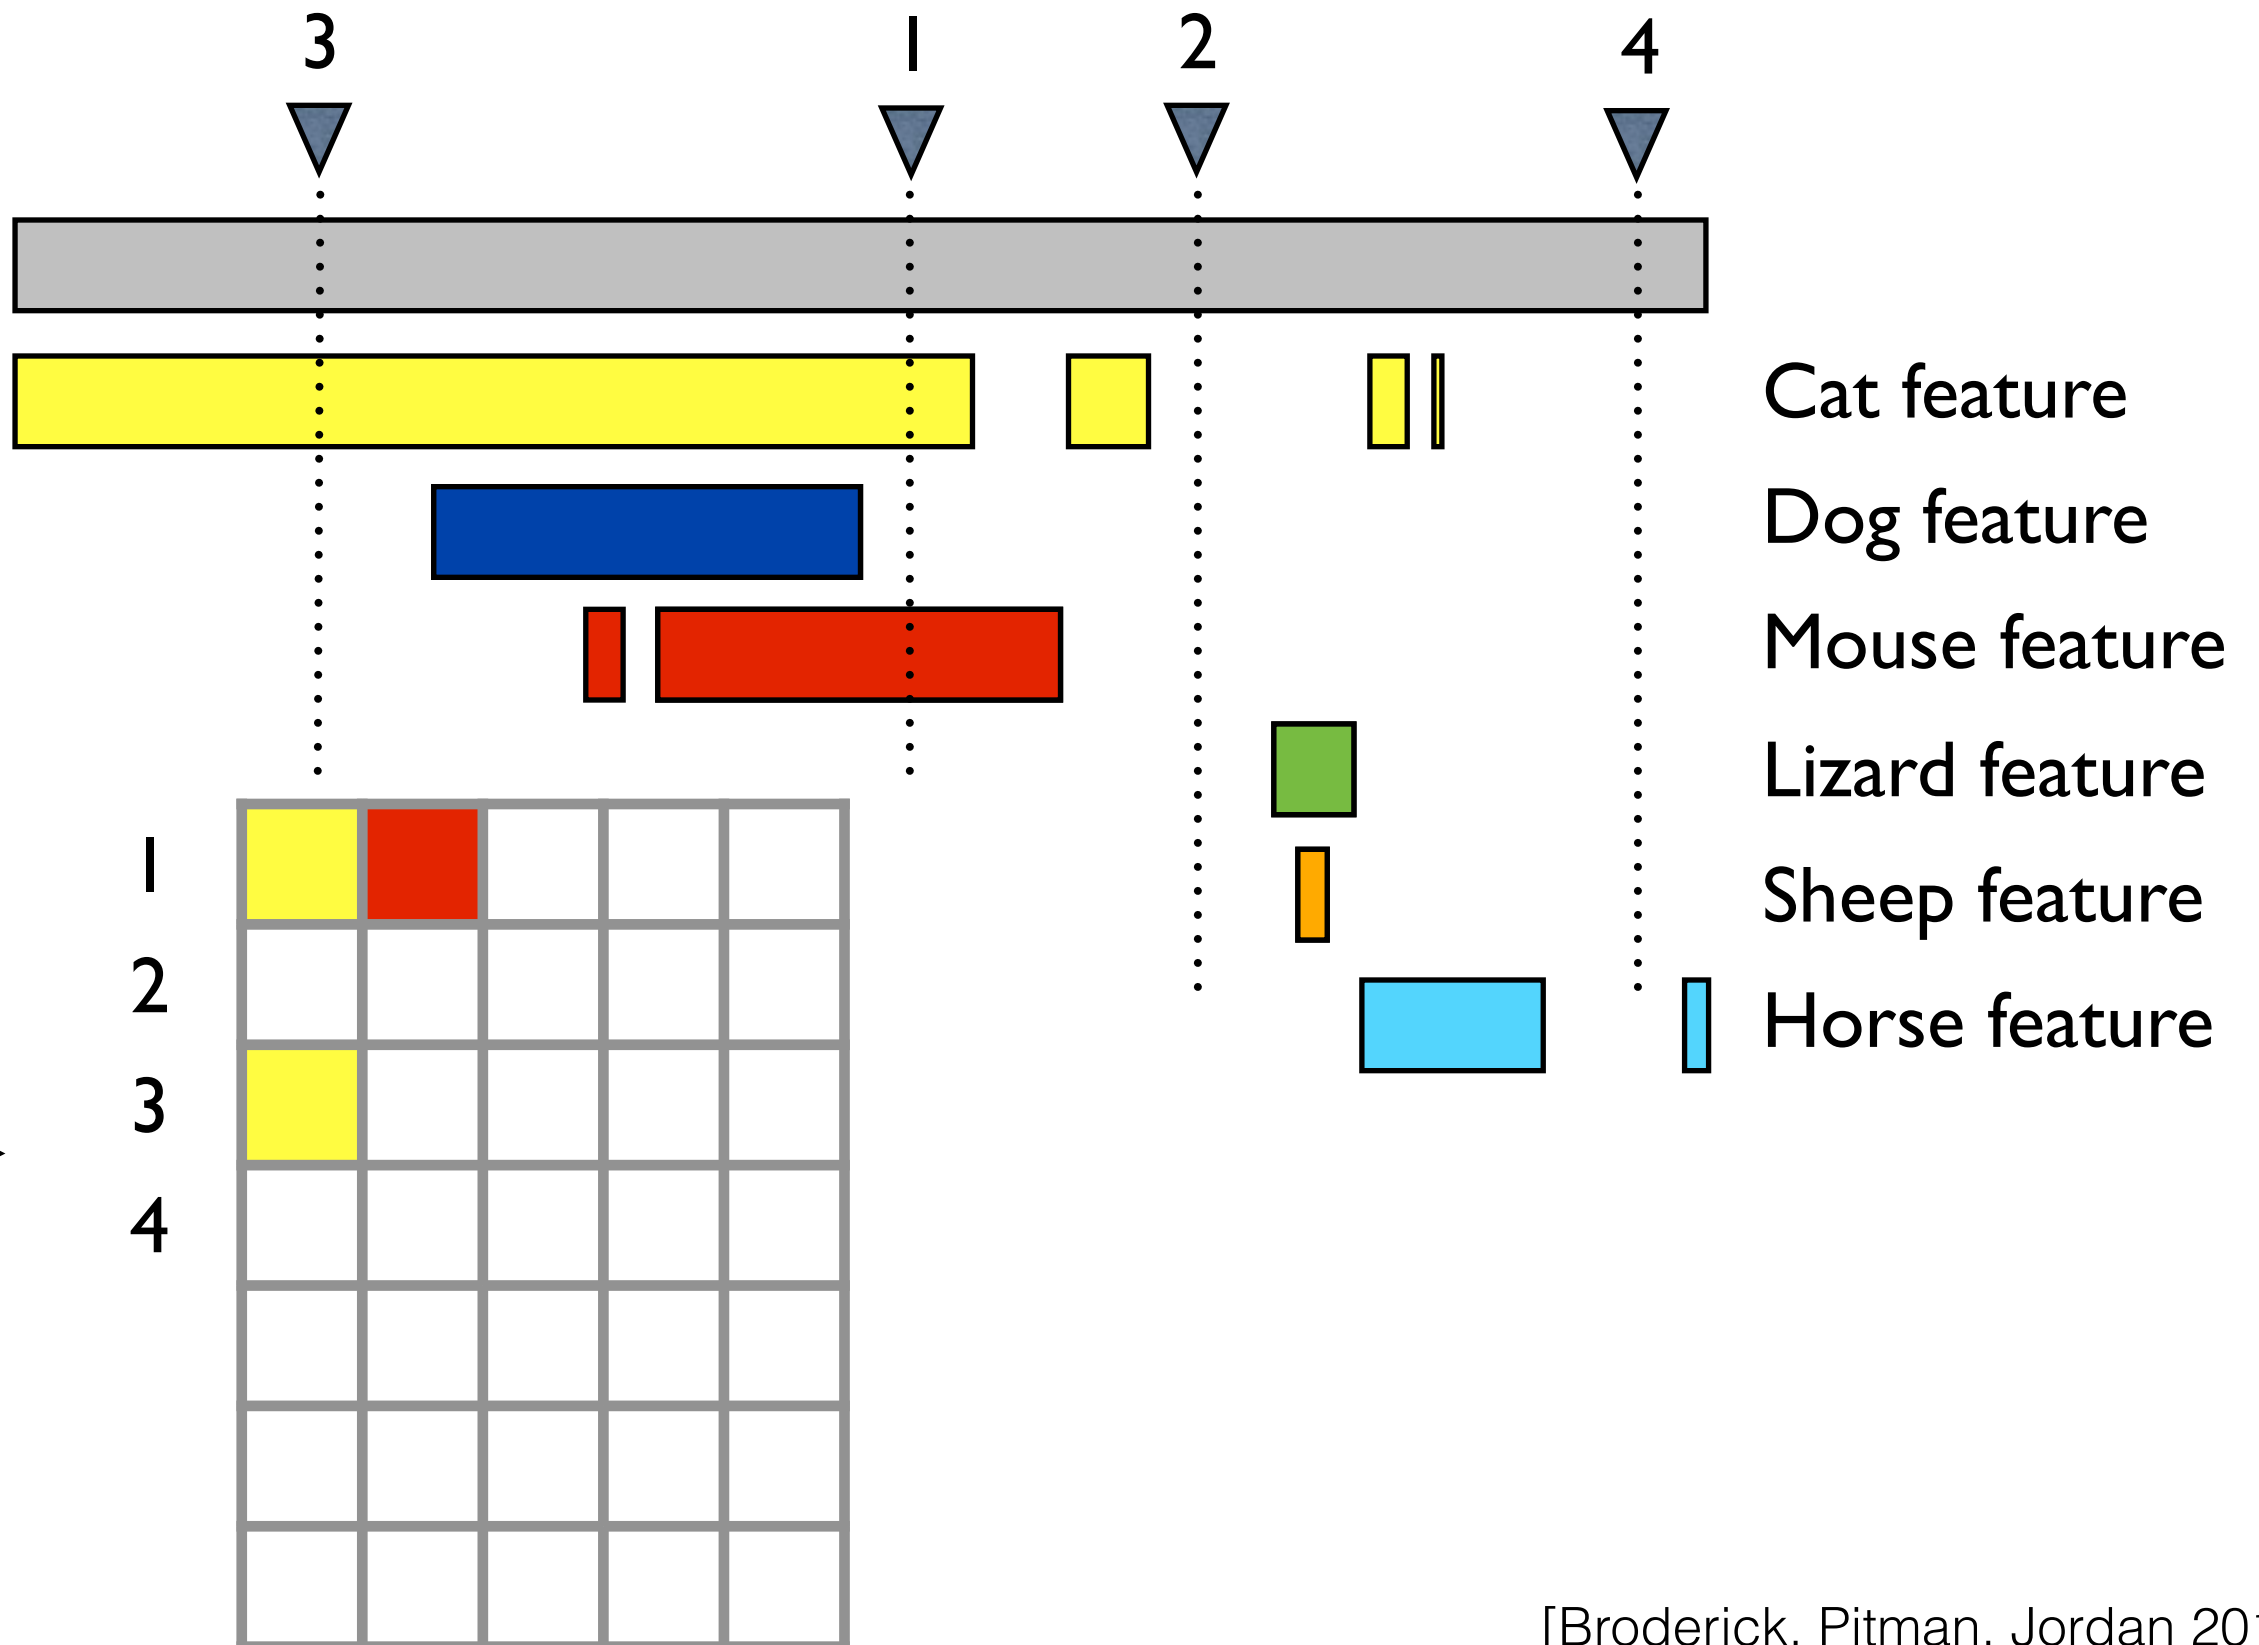 3 1 2 4
Cat feature
Dog feature
Mouse feature
Lizard feature
Sheep feature
Horse feature
1
2
3
4
[Broderick, Pitman, Jordan